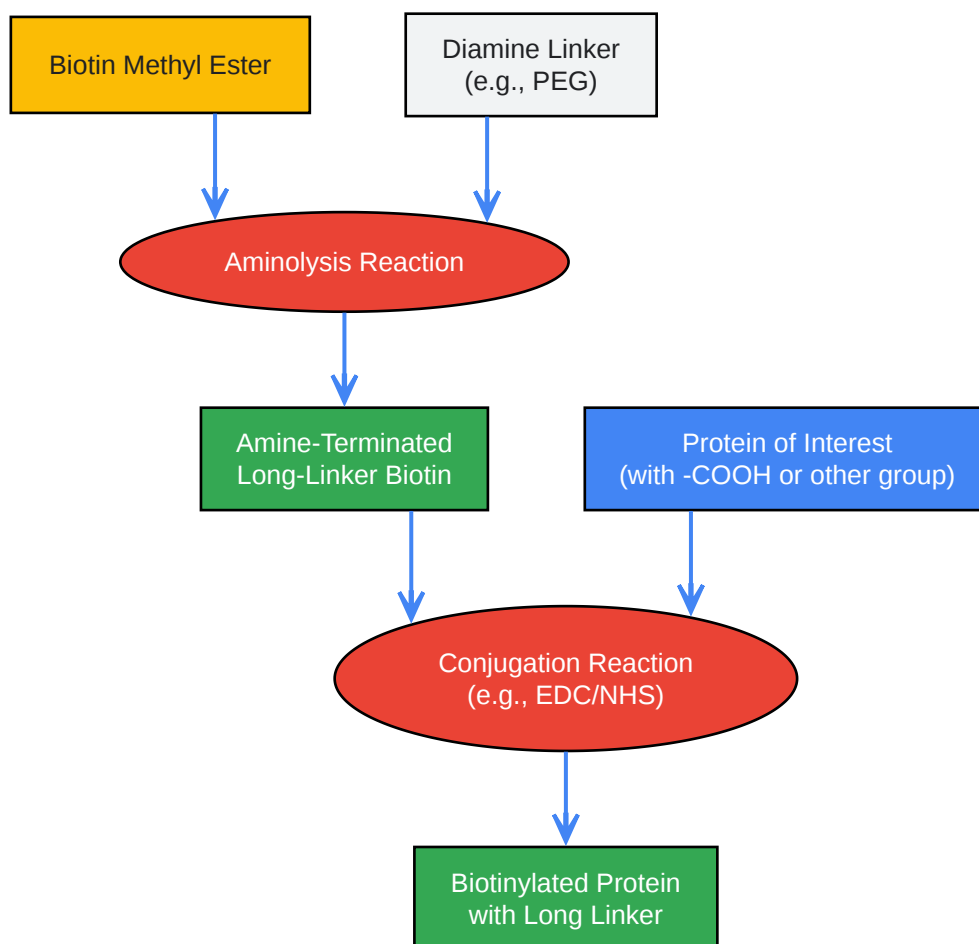 Biotin Methyl Ester
Diamine Linker
(e.g., PEG)
Aminolysis Reaction
Amine-Terminated
Long-Linker Biotin
Protein of Interest
(with -COOH or other group)
Conjugation Reaction
(e.g., EDC/NHS)
Biotinylated Protein
with Long Linker